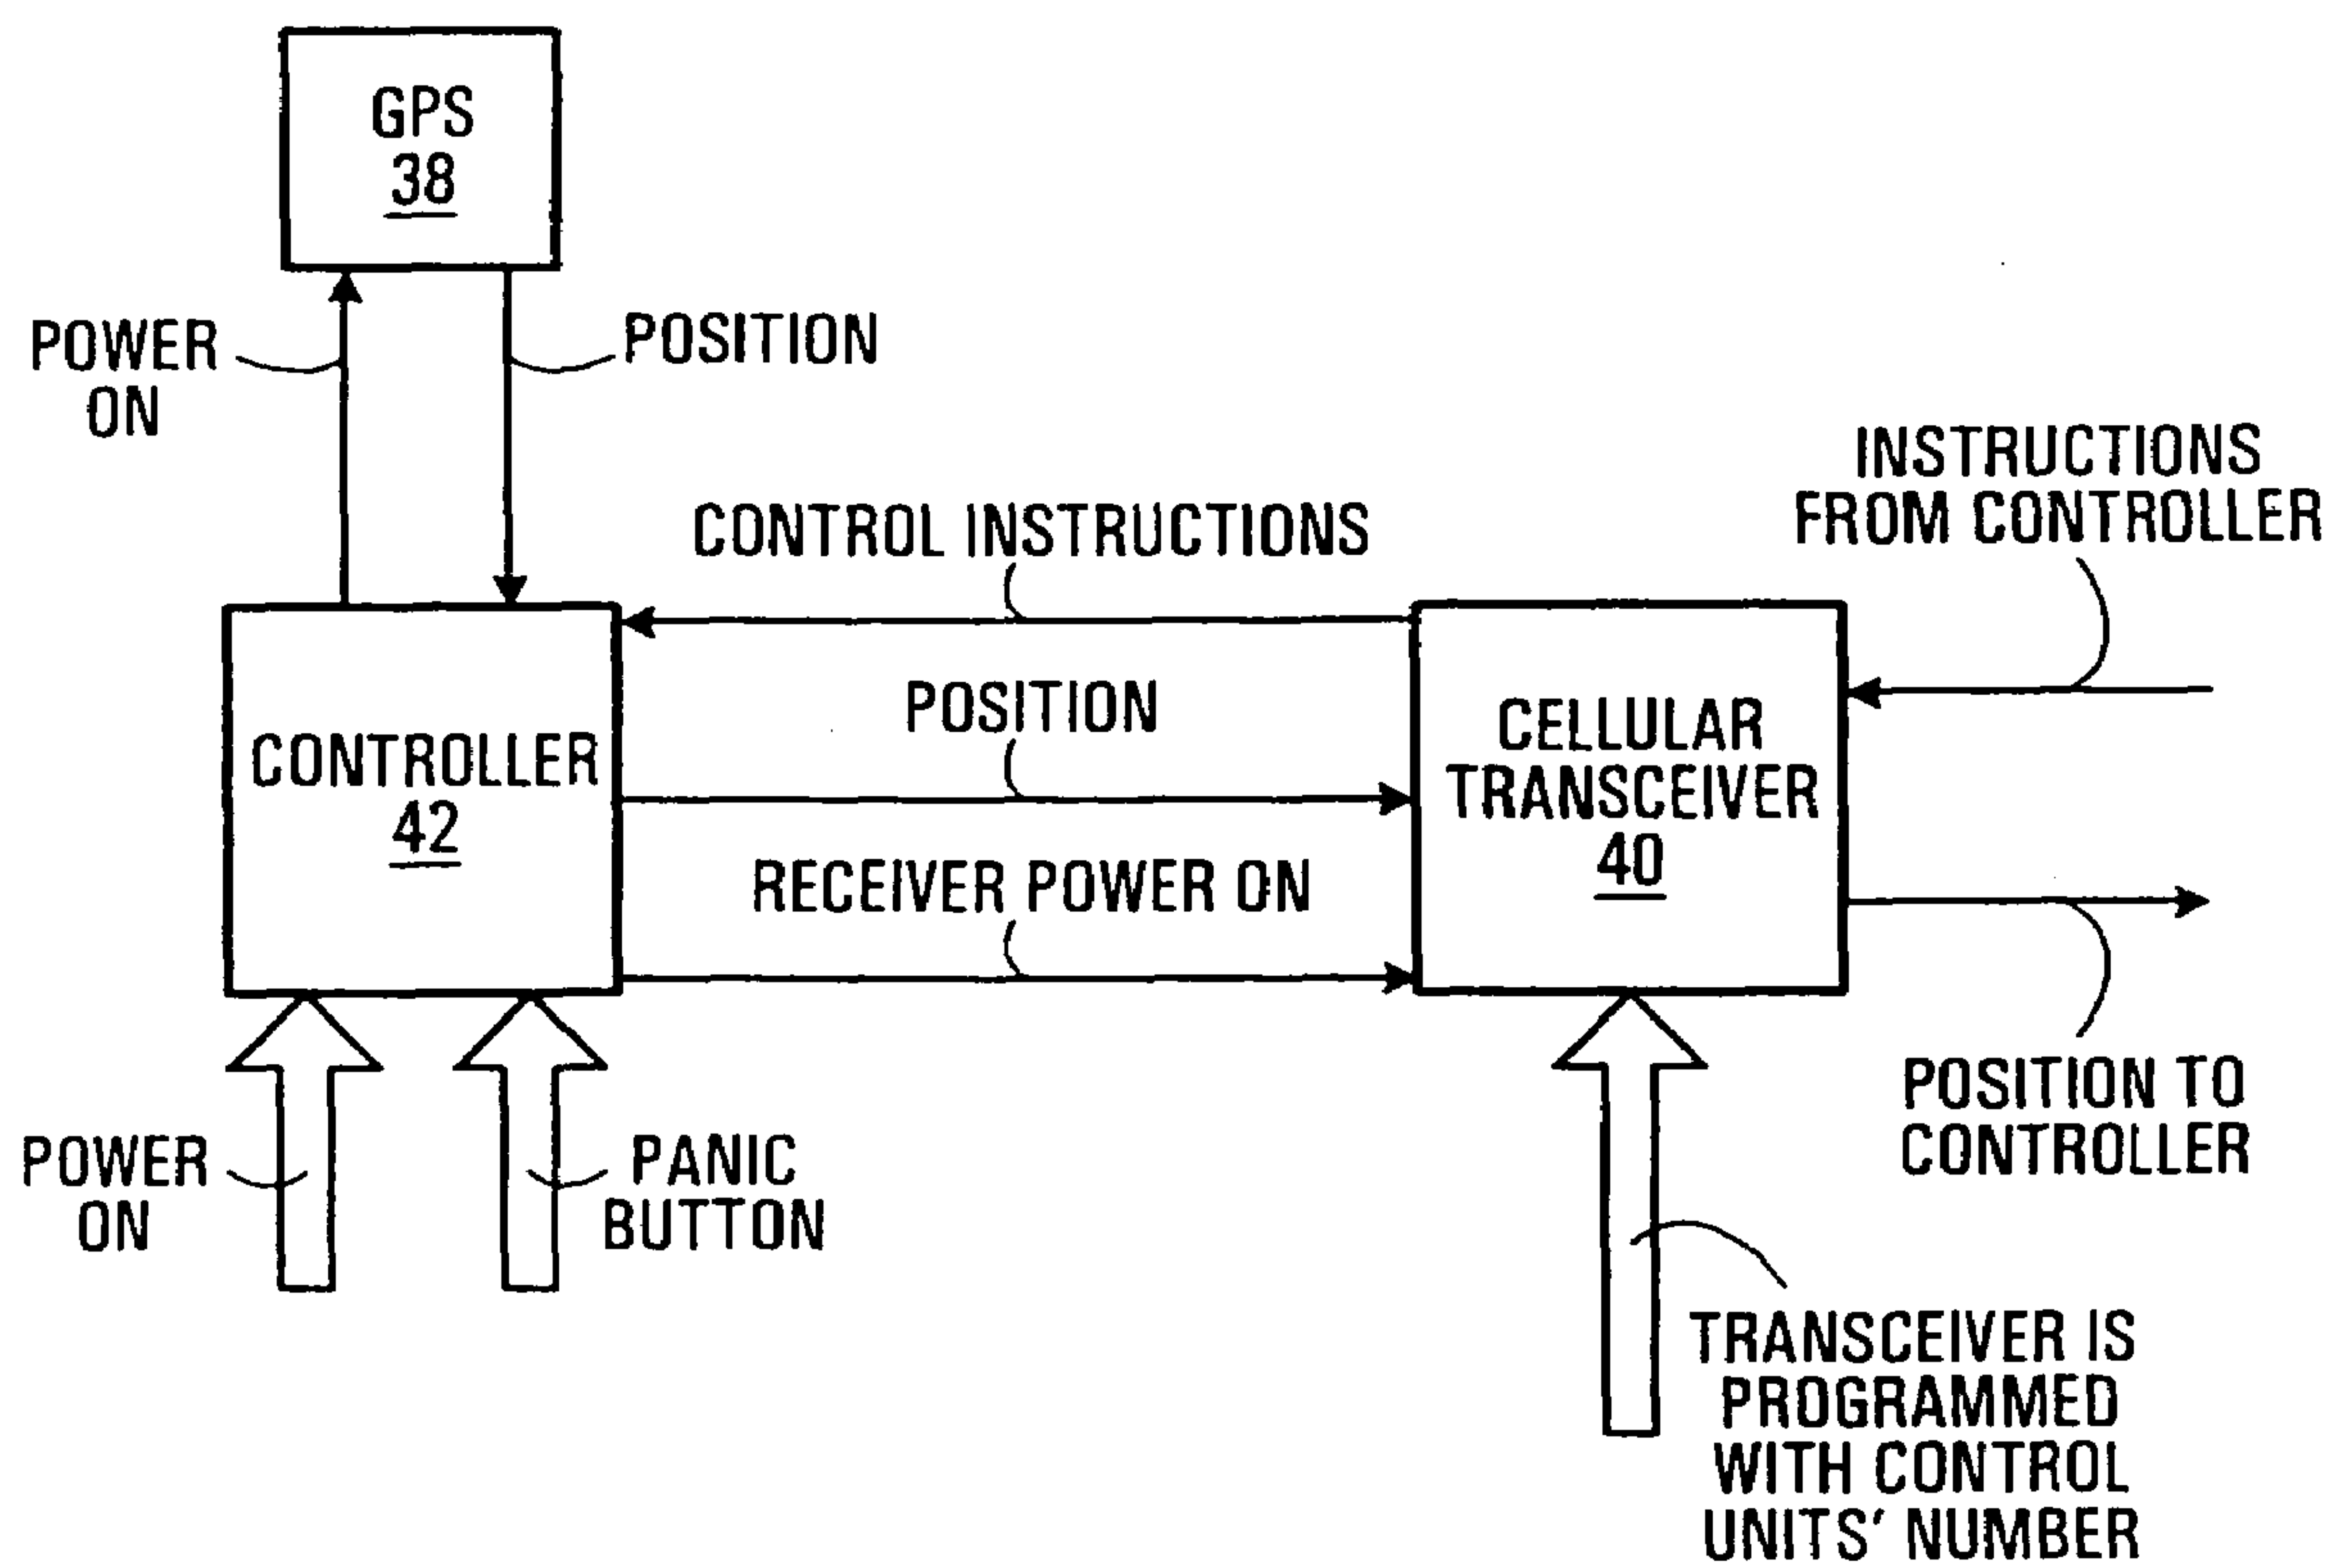 GPS
38
POWER
ON
POSITION
INSTRUCTIONS
FROM CONTROLLER
CONTROL INSTRUCTIONS
POSITION
CONTROLLER
42
CELLULAR
TRANSCEIVER
40
RECEIVER POWER ON
POSITION TO
CONTROLLER
POWER
ON
PANIC
BUTTON
TRANSCEIVER IS
PROGRAMMED
WITH CONTROL
UNITS' NUMBER